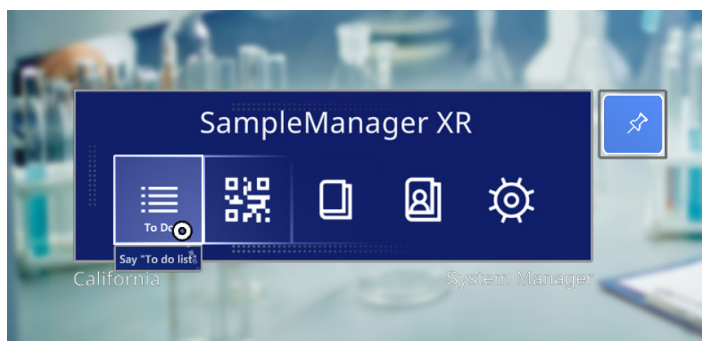 SampleManager XR
To Do
Say "To do list
California
System Manager